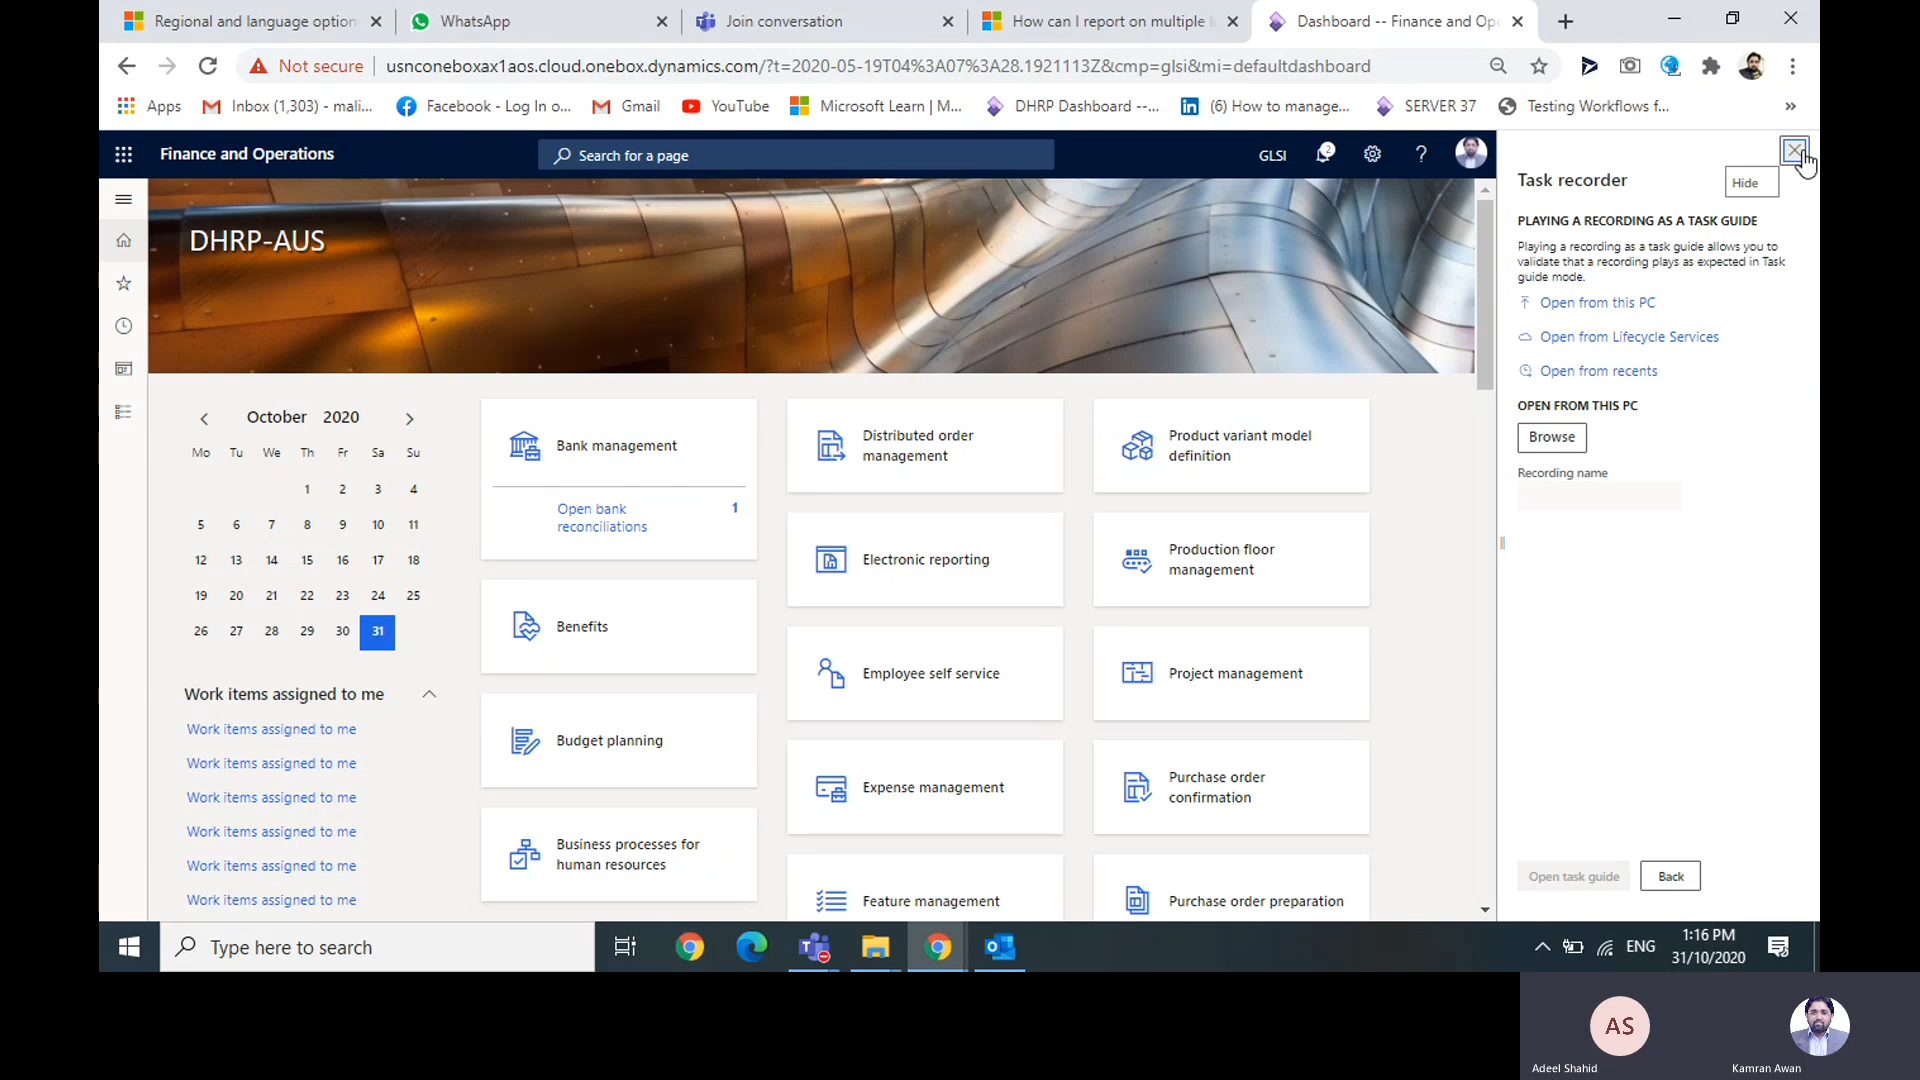 Regional and language option
WhatsApp
Join conversation
How can I report on multiple l
Dashboard -- Finance and Ope
Not secure
usnconeboxax1aos.cloud.onebox.dynamics.com/?t=2020-05-19T04%3A07%3A28.1921113Z&cmp=glsi&mi=defaultdashboard
Apps
Inbox (1,303) - mali...
Facebook - Log In o...
Gmail
YouTube
Microsoft Learn | M...
DHRP Dashboard --...
(6) How to manage...
SERVER 37
Testing Workflows f...
»
Finance and Operations
Search for a page
GLSI
2
?
DHRP-AUS
October 2020
Mo Tu We Th Fr Sa Su
1 2 3 4
5 6 7 8 9 10 11
12 13 14 15 16 17 18
19 20 21 22 23 24 25
26 27 28 29 30 31
Work items assigned to me
Work items assigned to me
Work items assigned to me
Work items assigned to me
Work items assigned to me
Work items assigned to me
Work items assigned to me
Bank management
Open bank
reconciliations
1
Benefits
Budget planning
Business processes for
human resources
Distributed order
management
Electronic reporting
Employee self service
Expense management
Feature management
Product variant model
definition
Production floor
management
Project management
Purchase order
confirmation
Purchase order preparation
Task recorder
Hide
PLAYING A RECORDING AS A TASK GUIDE
Playing a recording as a task guide allows you to
validate that a recording plays as expected in Task
guide mode.
Open from this PC
Open from Lifecycle Services
Open from recents
OPEN FROM THIS PC
Browse
Recording name
Open task guide
Back
Type here to search
ENG
1:16 PM
31/10/2020
AS
Adeel Shahid
Kamran Awan